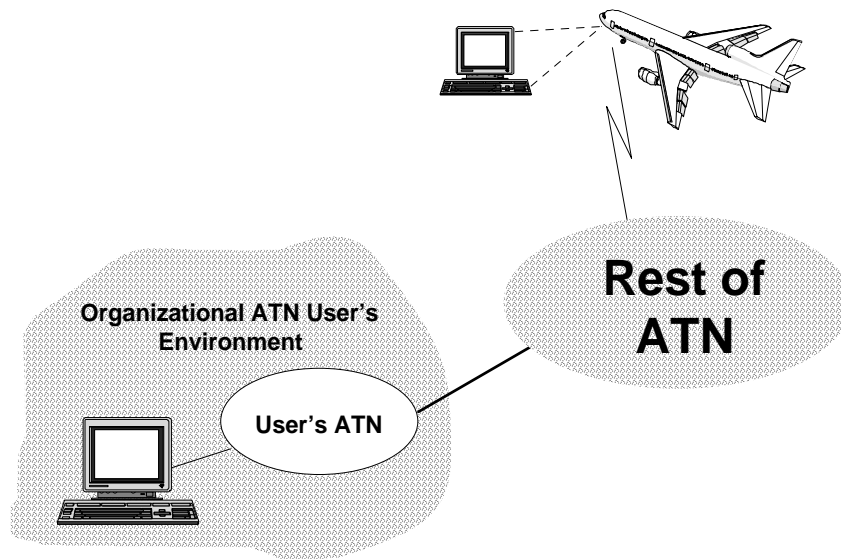 Rest of
ATN
Organizational ATN User's
Environment
User's ATN